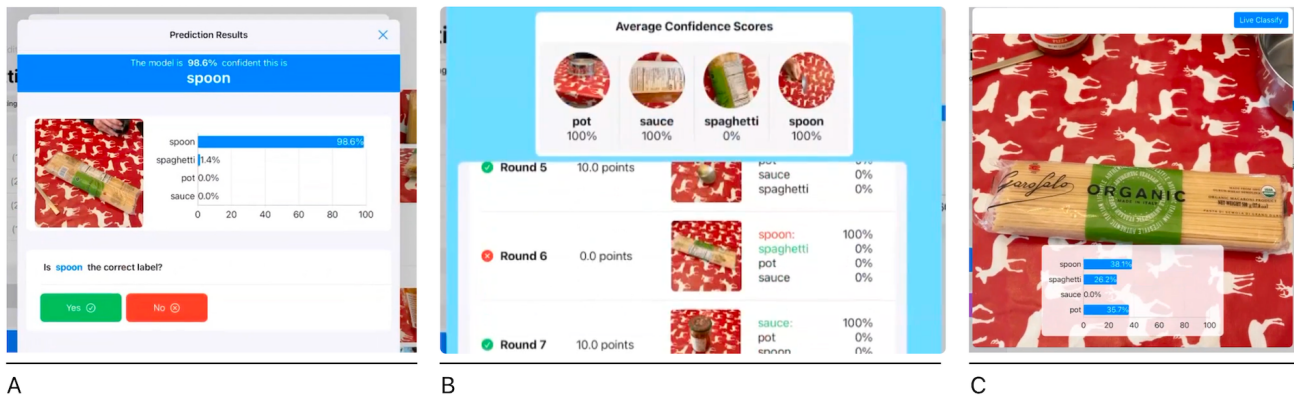 Prediction Results
The model is 98.6% confident this is
spoon
spoon 98.6%
spaghetti 1.4%
pot 0.0%
sauce 0.0%
0 20 40 60 80 100
Is spoon the correct label?
Yes
No
A
Average Confidence Scores
pot sauce spaghetti spoon
100% 100% 0% 100%
Round 5 10.0 points
pot 0%
sauce 0%
spaghetti 0%
Round 6 0.0 points
spoon: 100%
spaghetti 0%
pot 0%
sauce 0%
Round 7 10.0 points
sauce: 100%
pot 0%
spoon 0%
B
Live Classify
Garofalo
ORGANIC
MADE IN ITALY
spoon 38.1%
spaghetti 26.2%
sauce 0.0%
pot 35.7%
0 20 40 60 80 100
C